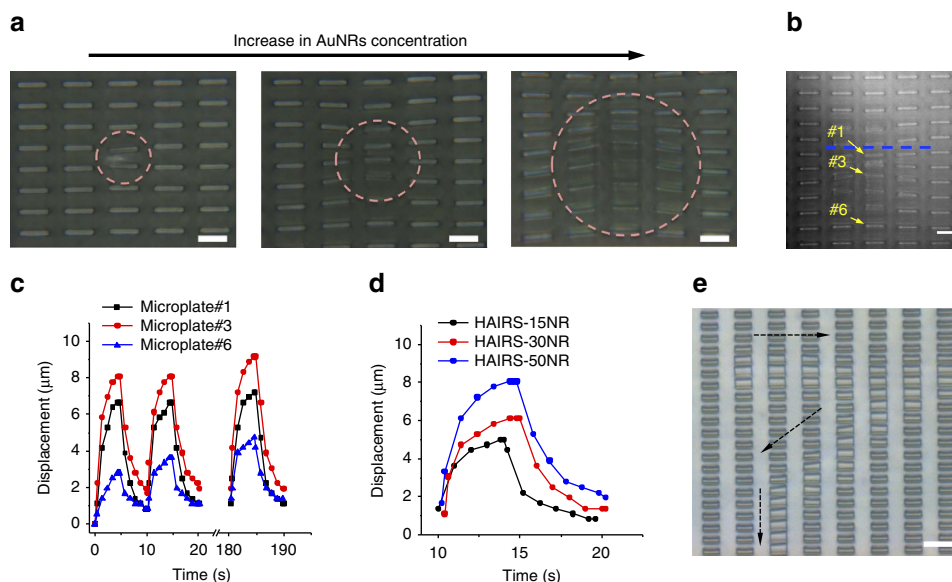 a
Increase in AuNRs concentration
b
#1
#3
#6
c
Microplate#1
Microplate#3
Microplate#6
10
8
6
4
2
0
Displacement (μm)
0 10 20 180 190
Time (s)
d
HAIRS-15NR
HAIRS-30NR
HAIRS-50NR
10
8
6
4
2
0
Displacement (μm)
10 15 20
Time (s)
e